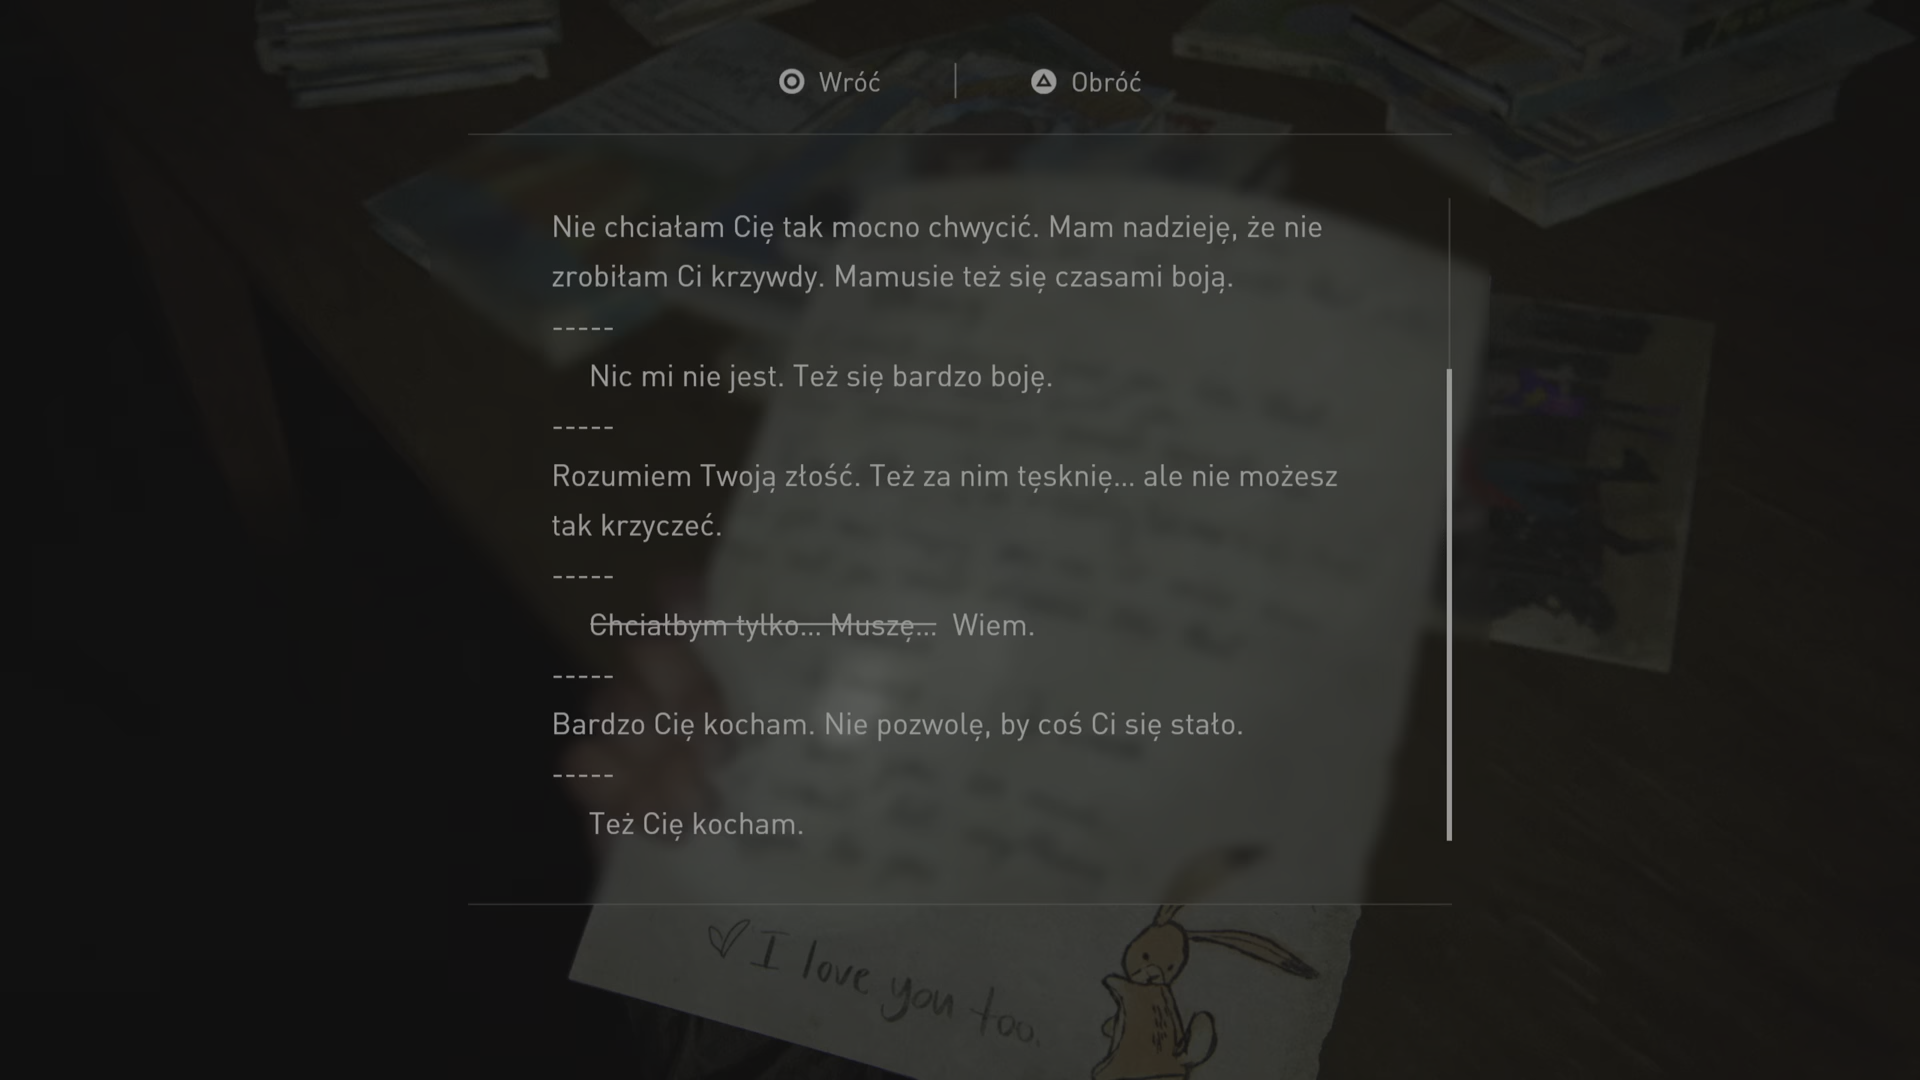 Wróć | Obróć
Nie chciałam Cię tak mocno chwycić. Mam nadzieję, że nie
zrobiłam Ci krzywdy. Mamusie też się czasami boją.
-----
Nic mi nie jest. Też się bardzo boję.
-----
Rozumiem Twoją złość. Też za nim tęsknię... ale nie możesz
tak krzyczeć.
-----
Chciałbym tylko... Muszę... Wiem.
-----
Bardzo Cię kocham. Nie pozwolę, by coś Ci się stało.
-----
Też Cię kocham.
I love you too.